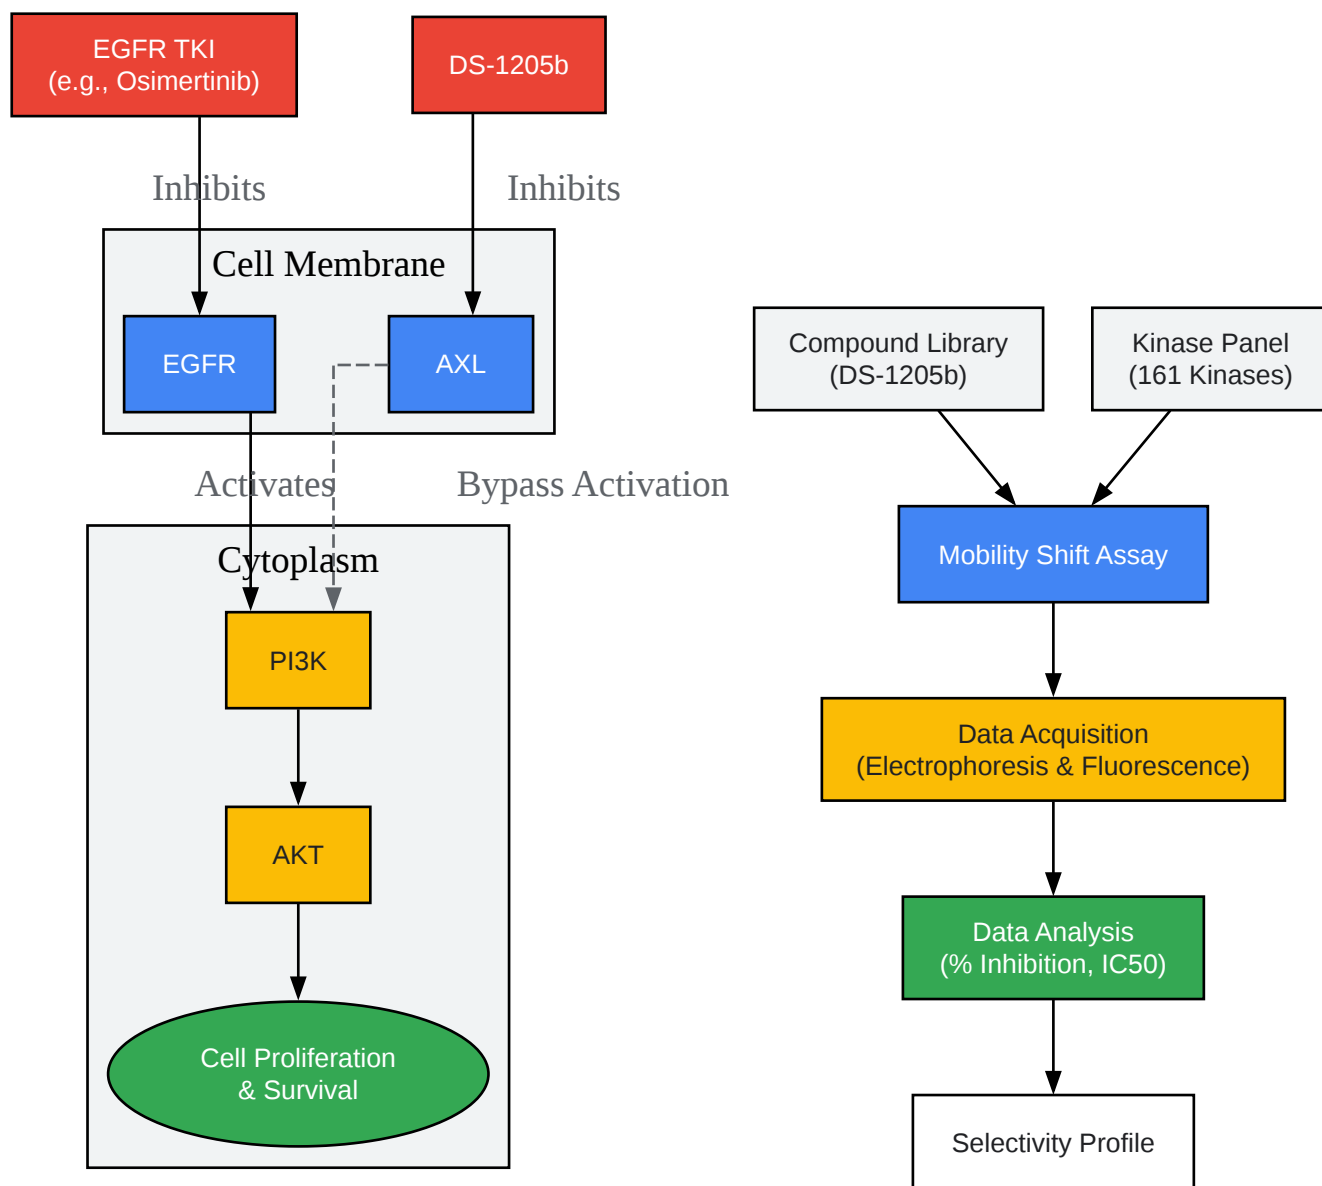 EGFR TKI
(e.g., Osimertinib)
DS-1205b
Inhibits
Inhibits
Cell Membrane
EGFR
AXL
Activates
Bypass Activation
Cytoplasm
PI3K
AKT
Cell Proliferation
& Survival
Compound Library
(DS-1205b)
Kinase Panel
(161 Kinases)
Mobility Shift Assay
Data Acquisition
(Electrophoresis & Fluorescence)
Data Analysis
(% Inhibition, IC50)
Selectivity Profile